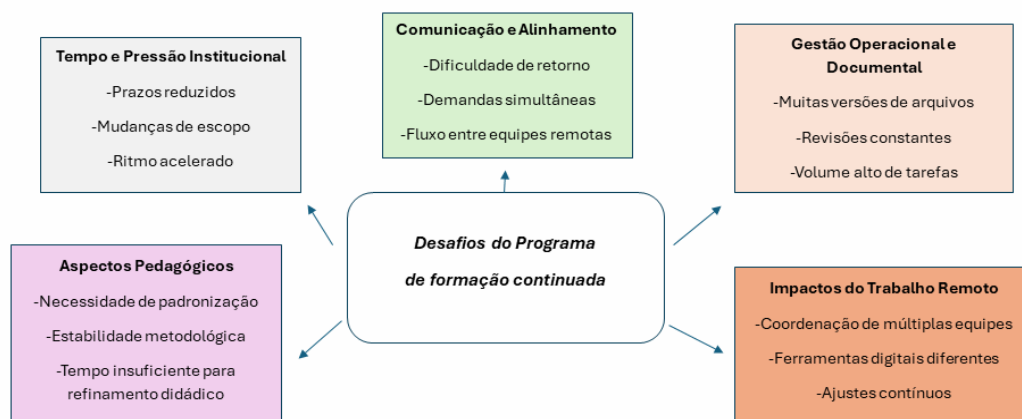 Tempo e Pressão Institucional
-Prazos reduzidos
-Mudanças de escopo
-Ritmo acelerado
Comunicação e Alinhamento
-Dificuldade de retorno
-Demandas simultâneas
-Fluxo entre equipes remotas
Gestão Operacional e
Documental
-Muitas versões de arquivos
-Revisões constantes
-Volume alto de tarefas
Desafios do Programa
de formação continuada
Aspectos Pedagógicos
-Necessidade de padronização
-Estabilidade metodológica
-Tempo insuficiente para
refinamento didádico
Impactos do Trabalho Remoto
-Coordenação de múltiplas equipes
-Ferramentas digitais diferentes
-Ajustes contínuos